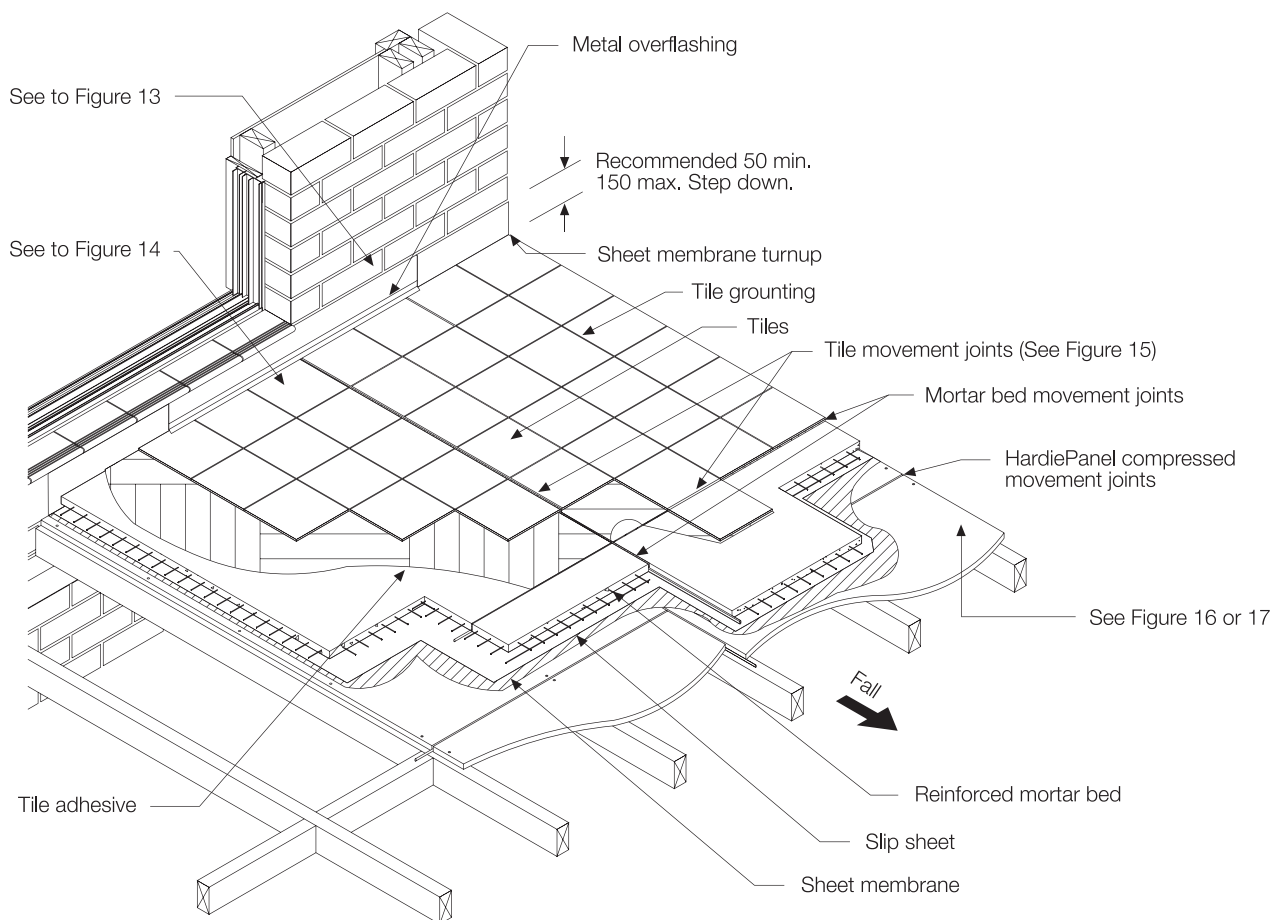 Metal overflashing
See to Figure 13
Recommended 50 min.
150 max. Step down.
See to Figure 14
Sheet membrane turnup
Tile grounting
Tiles
Tile movement joints (See Figure 15)
Mortar bed movement joints
HardiePanel compressed
movement joints
See Figure 16 or 17
Fall
Tile adhesive
Reinforced mortar bed
Slip sheet
Sheet membrane